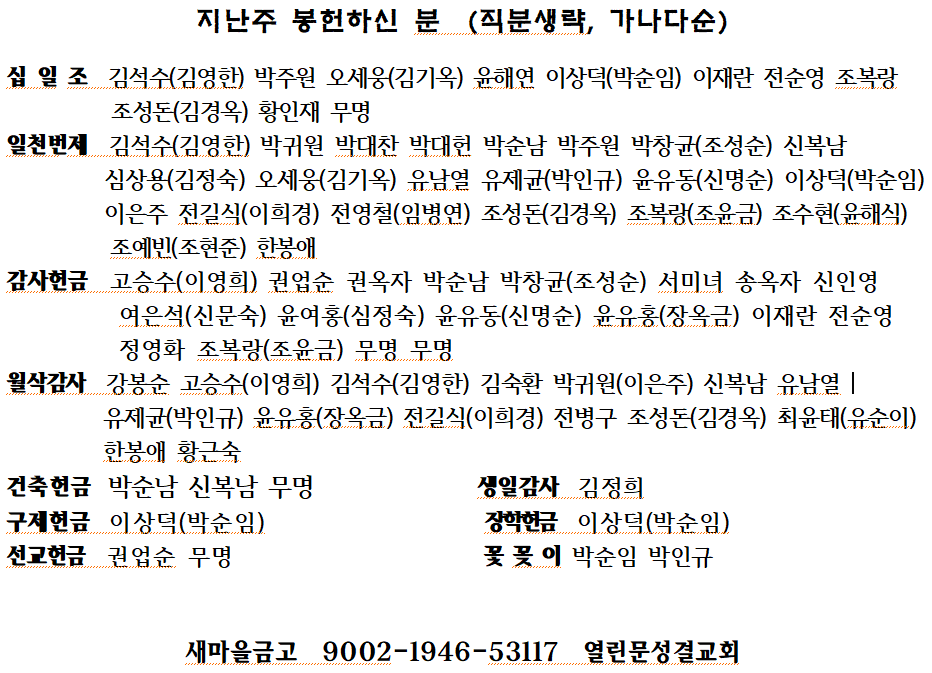 지난주 봉헌하신 분 (직분생략, 가나다순)
십 일 조 김석수(김영한) 박주원 오세웅(김기옥) 윤해연 이상덕(박순임) 이재란 전순영 조복랑
조성돈(김경옥) 황인재 무명
일천번제 김석수(김영한) 박귀원 박대찬 박대헌 박순남 박주원 박창균(조성순) 신복남
심상용(김정숙) 오세웅(김기옥) 유남열 유제균(박인규) 윤유동(신명순) 이상덕(박순임)
이은주 전길식(이희경) 전영철(임병연) 조성돈(김경옥) 조복랑(조윤금) 조수현(윤해식)
조예빈(조현준) 한봉애
감사헌금 고승수(이영희) 권업순 권옥자 박순남 박창균(조성순) 서미녀 송옥자 신인영
여은석(신문숙) 윤여홍(심정숙) 윤유동(신명순) 윤유홍(장옥금) 이재란 전순영
정영화 조복랑(조윤금) 무명 무명
월삭감사 강봉순 고승수(이영희) 김석수(김영한) 김숙환 박귀원(이은주) 신복남 유남열
유제균(박인규) 윤유홍(장옥금) 전길식(이희경) 전병구 조성돈(김경옥) 최윤태(유순이)
한봉애 황근숙
건축헌금 박순남 신복남 무명 생일감사 김정희
구제헌금 이상덕(박순임) 장학헌금 이상덕(박순임)
선교헌금 권업순 무명 꽃 꽂 이 박순임 박인규
새마을금고 9002-1946-53117 열린문성결교회